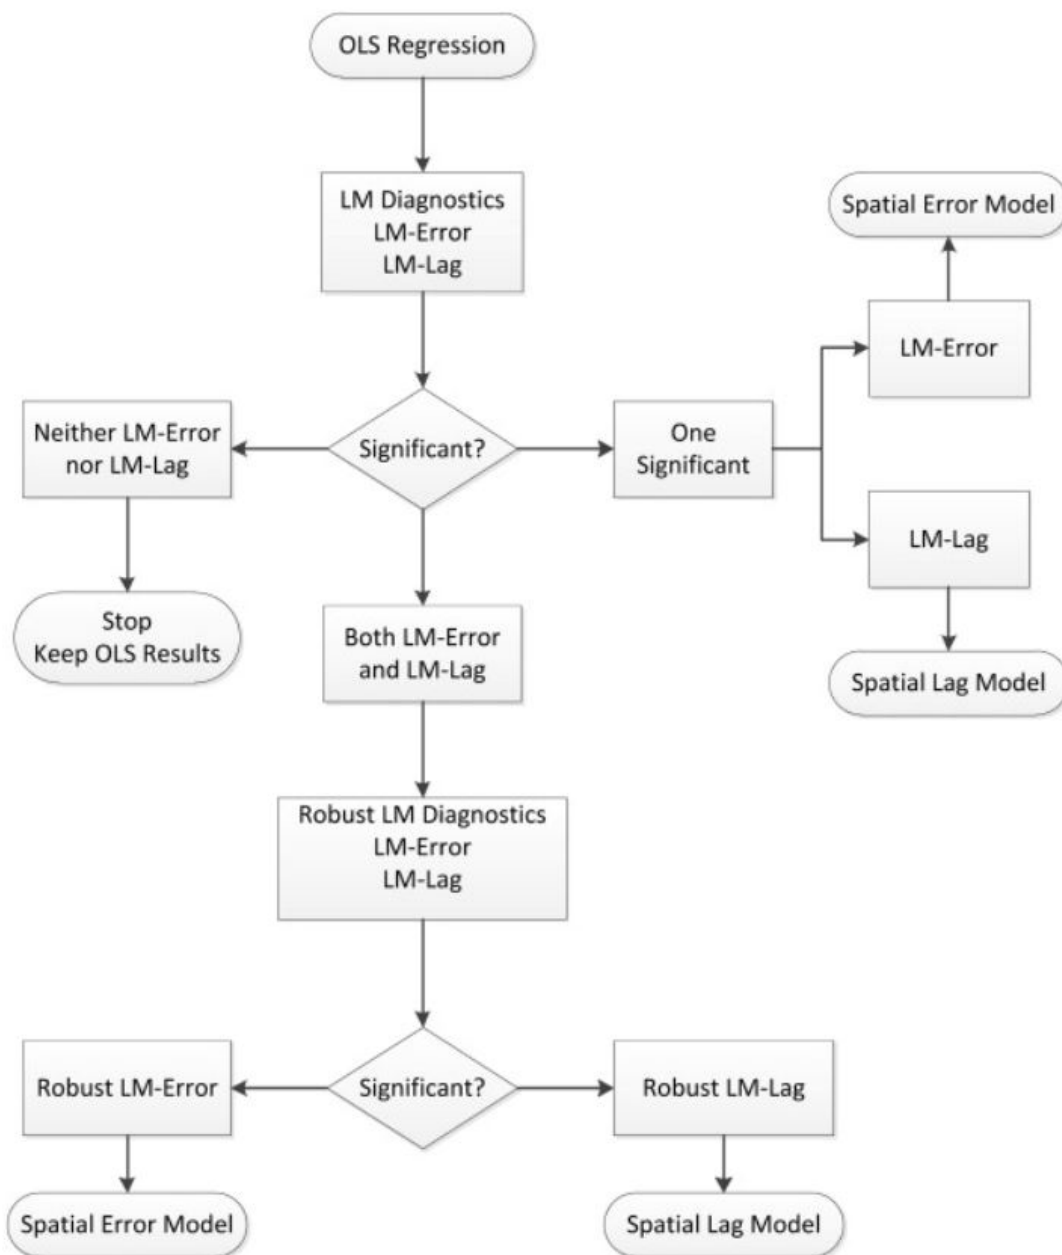 OLS Regression
LM Diagnostics
LM-Error
LM-Lag
Spatial Error Model
LM-Error
Neither LM-Error
nor LM-Lag
Significant?
One
Significant
LM-Lag
Stop
Keep OLS Results
Both LM-Error
and LM-Lag
Spatial Lag Model
Robust LM Diagnostics
LM-Error
LM-Lag
Robust LM-Error
Significant?
Robust LM-Lag
Spatial Error Model
Spatial Lag Model